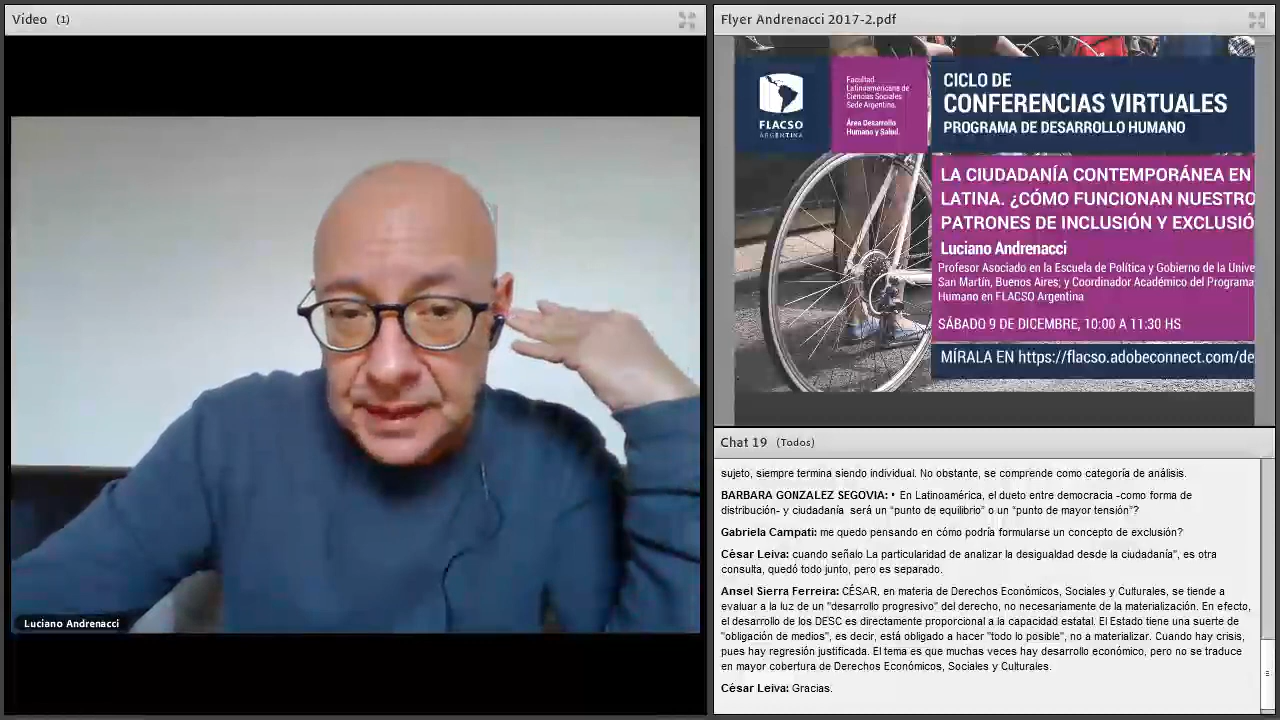 Video (1)
Luciano Andrenacci
Flyer Andrenacci 2017-2.pdf
FLACSO
ARGENTINA
Facultad
Latinoamericana de
Ciencias Sociales
Sede Argentina.
Área Desarrollo
Humano y Salud.
CICLO DE
CONFERENCIAS VIRTUALES
PROGRAMA DE DESARROLLO HUMANO
LA CIUDADANÍA CONTEMPORÁNEA EN
LATINA. ¿CÓMO FUNCIONAN NUESTRO
PATRONES DE INCLUSIÓN Y EXCLUSIÓ
Luciano Andrenacci
Profesor Asociado en la Escuela de Política y Gobierno de la Unive
San Martín, Buenos Aires; y Coordinador Académico del Programa
Humano en FLACSO Argentina
SÁBADO 9 DE DICEMBRE, 10:00 A 11:30 HS
MÍRALA EN https://flacso.adobeconnect.com/de
Chat 19 (Todos)
sujeto, siempre termina siendo individual. No obstante, se comprende como categoría de análisis.
BARBARA GONZALEZ SEGOVIA: • En Latinoamérica, el dueto entre democracia -como forma de
distribución- y ciudadanía será un “punto de equilibrio” o un “punto de mayor tensión”?
Gabriela Campati: me quedo pensando en cómo podría formularse un concepto de exclusión?
César Leiva: cuando señalo La particularidad de analizar la desigualdad desde la ciudadanía", es otra
consulta, quedó todo junto, pero es separado.
Ansel Sierra Ferreira: CÉSAR, en materia de Derechos Económicos, Sociales y Culturales, se tiende a
evaluar a la luz de un "desarrollo progresivo" del derecho, no necesariamente de la materialización. En efecto,
el desarrollo de los DESC es directamente proporcional a la capacidad estatal. El Estado tiene una suerte de
"obligación de medios", es decir, está obligado a hacer "todo lo posible", no a materializar. Cuando hay crisis,
pues hay regresión justificada. El tema es que muchas veces hay desarrollo económico, pero no se traduce
en mayor cobertura de Derechos Económicos, Sociales y Culturales.
César Leiva: Gracias.